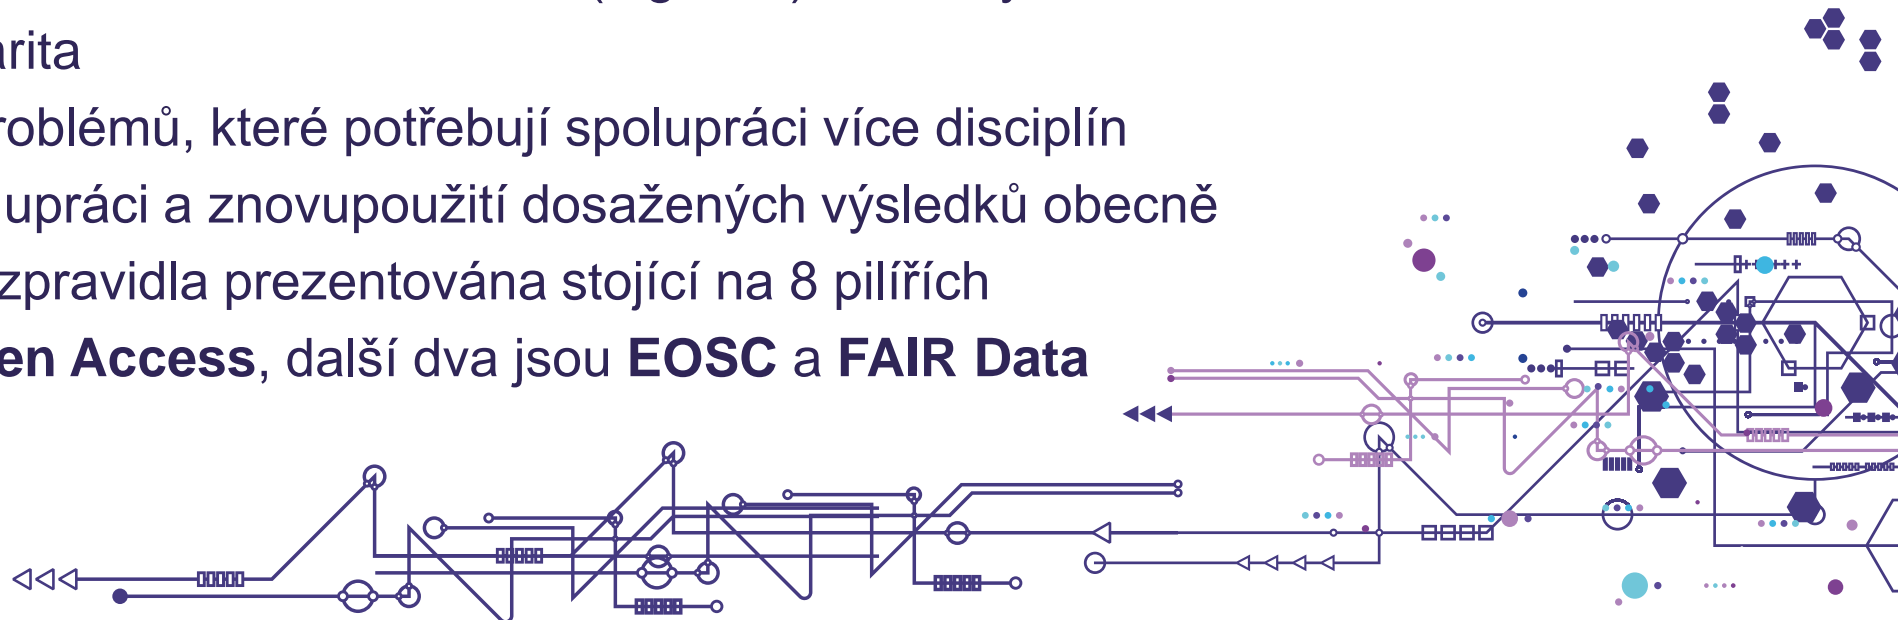 arita
roblémů, které potřebují spolupráci více disciplín
upráci a znovupoužití dosažených výsledků obecně
zpravidla prezentována stojící na 8 pilířích
en Access, další dva jsou EOSC a FAIR Data